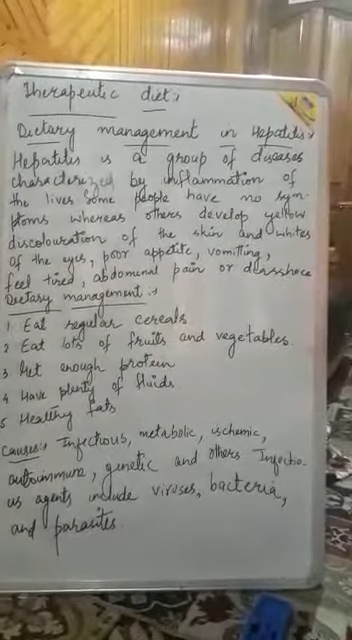 Therapeutic diet :
Dietary management in Hepatitis :
Hepatitis is a group of diseases
characterized by inflammation of
the lives some people have no sym-
ptoms whereas others develop yellow
discolouration of the skin and whites
of the eyes, poor appetite, vomitting,
feel tired, abdominal pain or
Dietary management :
1 Eat regular cereals
2 Eat lots of fruits and vegetables.
3 Get enough protein
4 Have plenty of fluids
5 Healthy fats
Causes : Infectious, metabolic, ischemic,
autoimmune, genetic and others Infectio-
us agents include viruses, bacteria,
and parasites.